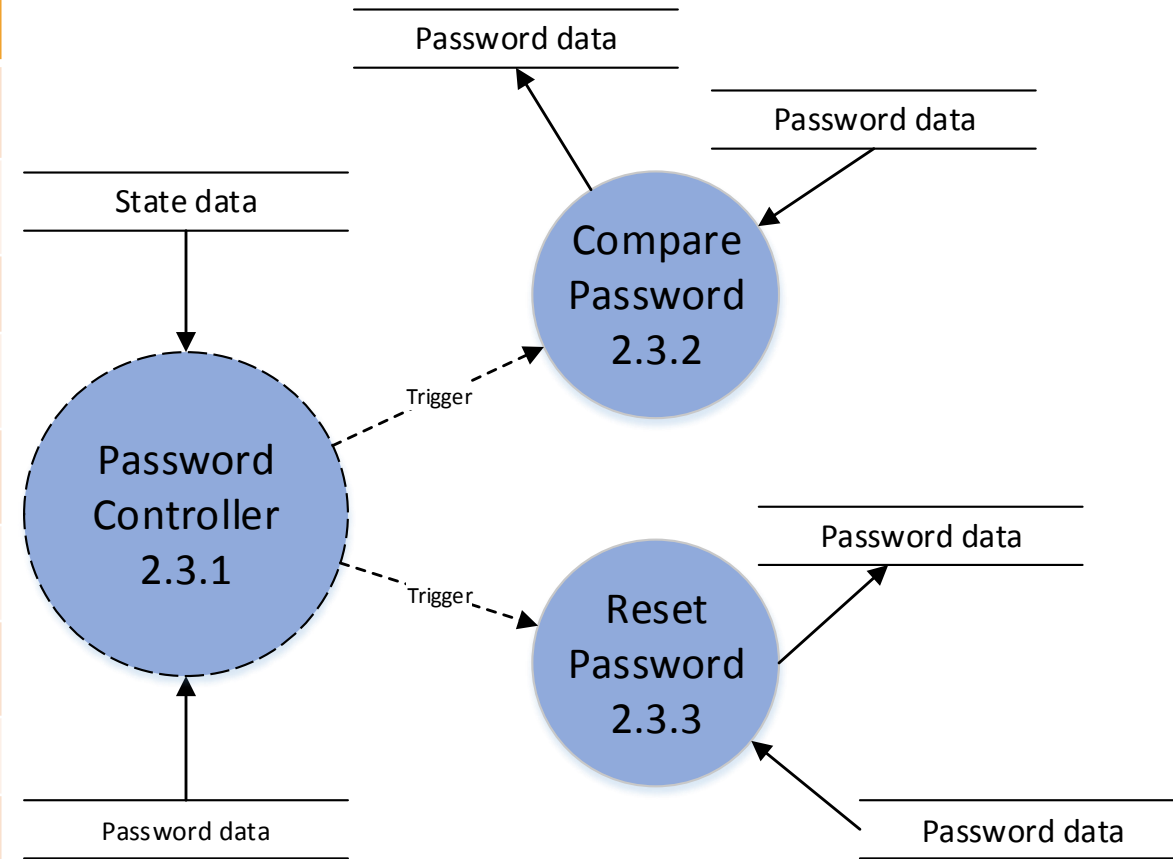 Password data
Password data
State data
Compare
Password
2.3.2
Trigger
Password
Controller
2.3.1
Password data
Trigger
Reset
Password
2.3.3
Password data
Password data